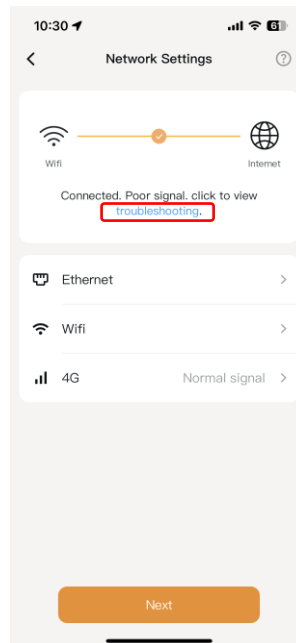 10:30
61
Network Settings
?
Wifi
Internet
Connected. Poor signal. click to view
troubleshooting.
Ethernet
Wifi
4G Normal signal
Next